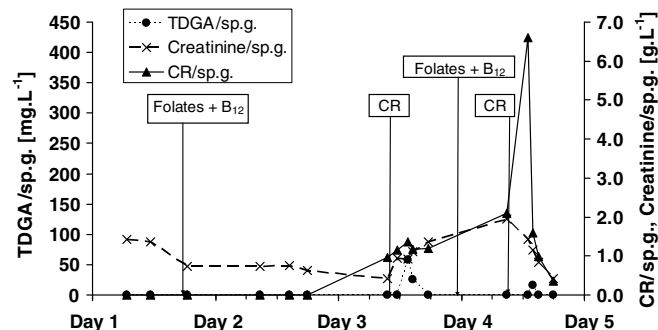 TDGA/sp.g.
Creatinine/sp.g.
CR/sp.g.
Folates + B12
CR
Folates + B12
CR
TDGA/sp.g. [mg.L-1]
450
400
350
300
250
200
150
100
50
0
7.0
6.0
5.0
4.0
3.0
2.0
1.0
0.0
CR/sp.g., Creatinine/sp.g. [g.L-1]
Day 1 Day 2 Day 3 Day 4 Day 5